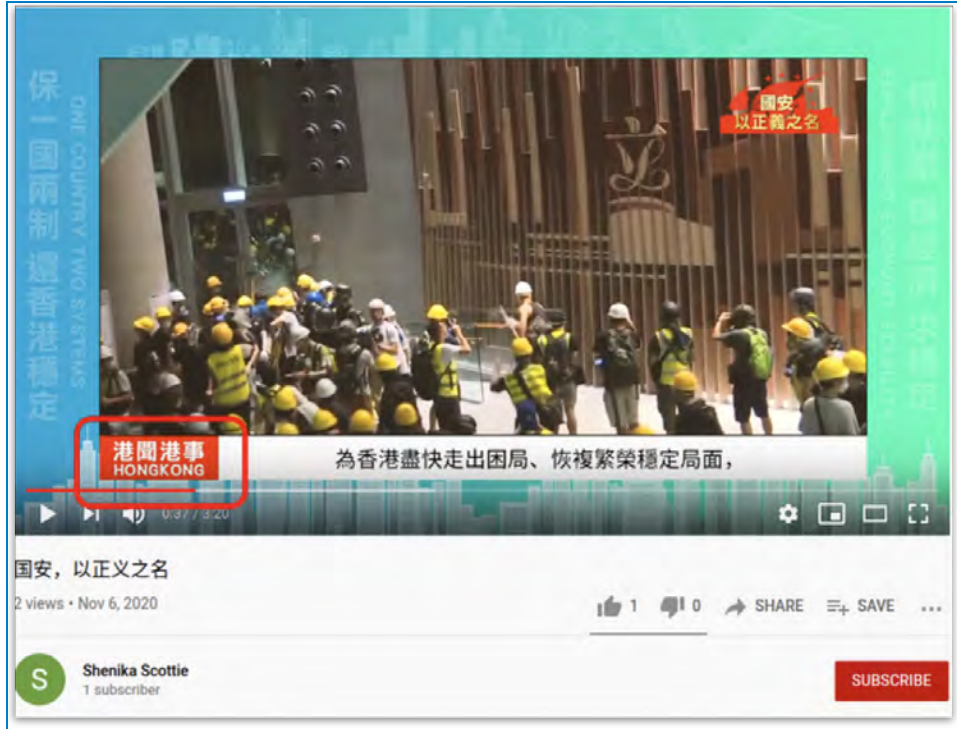 保一國兩制 還香港穩定
ONE COUNTRY TWO SYSTEMS
國安
以正義之名
港聞港事
HONGKONG
為香港盡快走出困局、恢複繁榮穩定局面，
0:37 / 3:20
国安，以正义之名
2 views • Nov 6, 2020
1
0
SHARE
SAVE
S
Shenika Scottie
1 subscriber
SUBSCRIBE